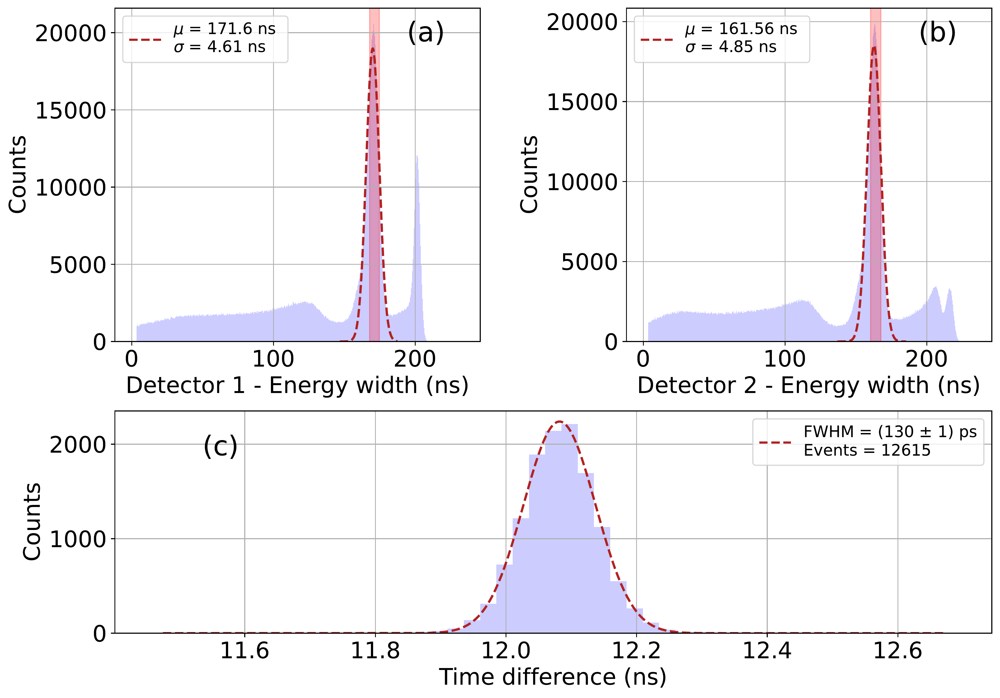 20000
15000
10000
5000
0
Counts
μ = 171.6 ns
σ = 4.61 ns
(a)
0 100 200
Detector 1 - Energy width (ns)
20000
15000
10000
5000
0
Counts
μ = 161.56 ns
σ = 4.85 ns
(b)
0 100 200
Detector 2 - Energy width (ns)
2000
1000
0
Counts
(c)
FWHM = (130 ± 1) ps
Events = 12615
11.6 11.8 12.0 12.2 12.4 12.6
Time difference (ns)